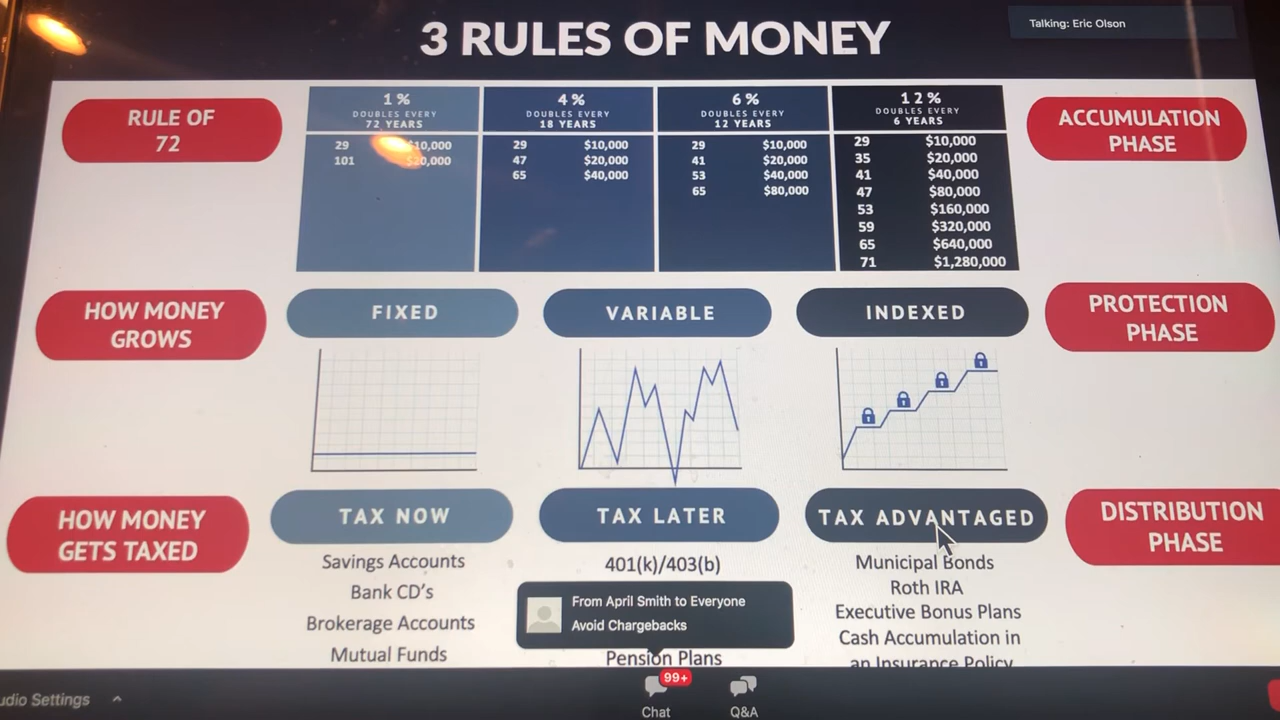 3 RULES OF MONEY
Talking: Eric Olson
RULE OF
72
1%
DOUBLES EVERY
72 YEARS
29 $10,000
101 $20,000
4%
DOUBLES EVERY
18 YEARS
29 $10,000
47 $20,000
65 $40,000
6%
DOUBLES EVERY
12 YEARS
29 $10,000
41 $20,000
53 $40,000
65 $80,000
12%
DOUBLES EVERY
6 YEARS
29 $10,000
35 $20,000
41 $40,000
47 $80,000
53 $160,000
59 $320,000
65 $640,000
71 $1,280,000
ACCUMULATION
PHASE
HOW MONEY
GROWS
FIXED
VARIABLE
INDEXED
PROTECTION
PHASE
HOW MONEY
GETS TAXED
TAX NOW
Savings Accounts
Bank CD's
Brokerage Accounts
Mutual Funds
TAX LATER
401(k)/403(b)
From April Smith to Everyone
Avoid Chargebacks
Pension Plans
TAX ADVANTAGED
Municipal Bonds
Roth IRA
Executive Bonus Plans
Cash Accumulation in
an Insurance Policy
DISTRIBUTION
PHASE
udio Settings
99+
Chat
Q&A